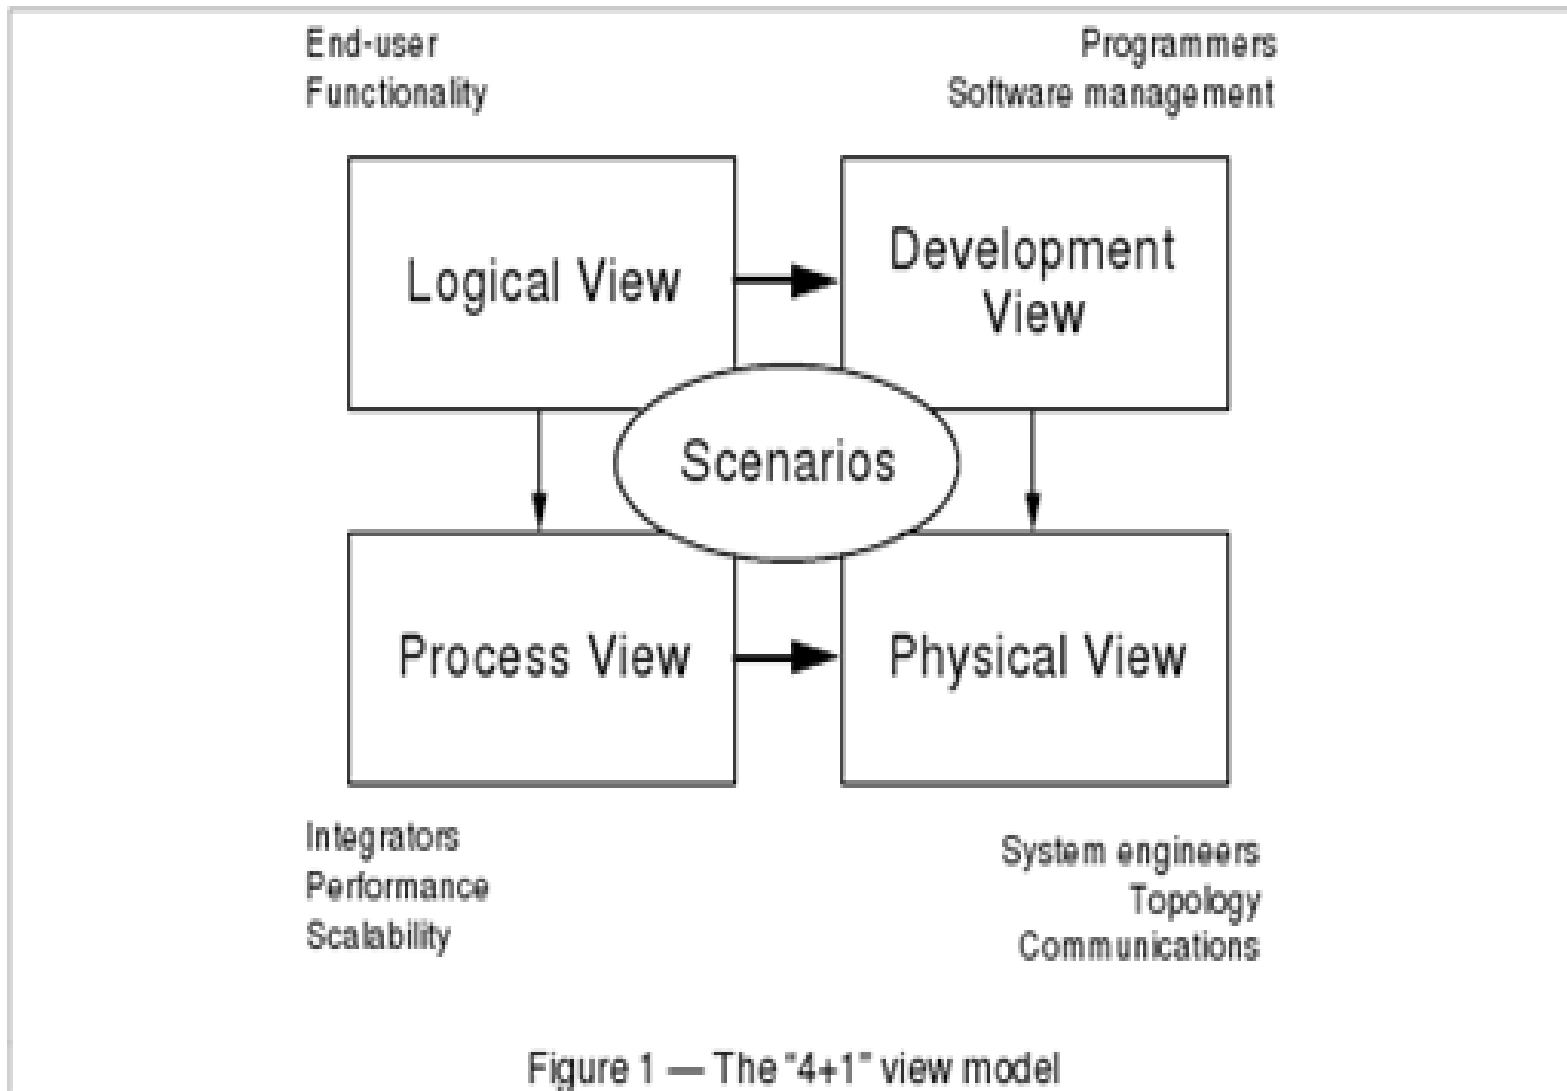 End-user
Functionality
Programmers
Software management
Logical View
Development
View
Scenarios
Process View
Physical View
Integrators
Performance
Scalability
System engineers
Topology
Communications
Figure 1 — The "4+1" view model